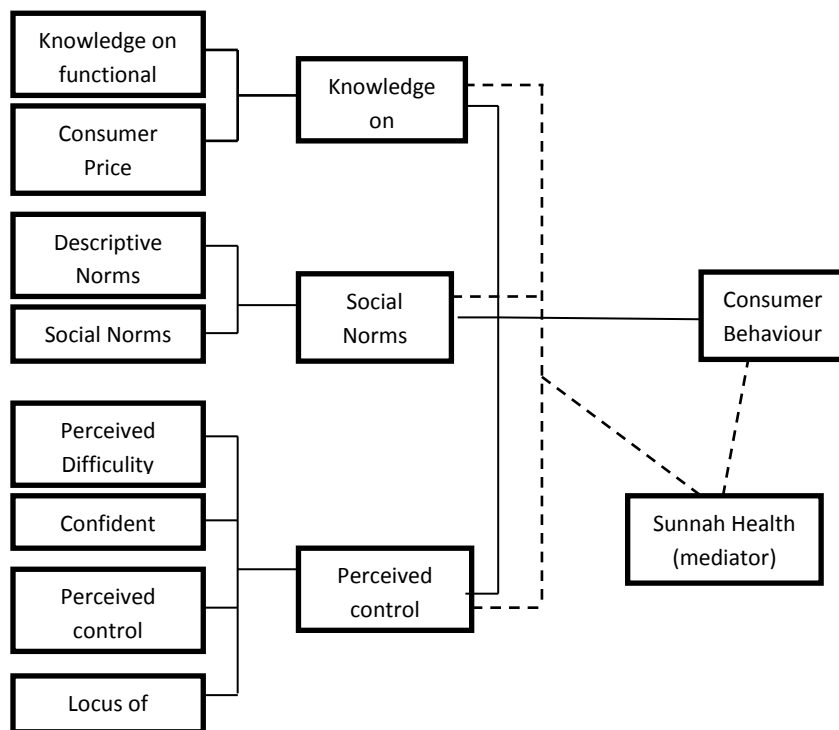 Knowledge on
functional
Consumer
Price
Descriptive
Norms
Social Norms
Perceived
Difficulity
Confident
Perceived
control
Locus of
Knowledge
on
Social
Norms
Perceived
control
Consumer
Behaviour
Sunnah Health
(mediator)